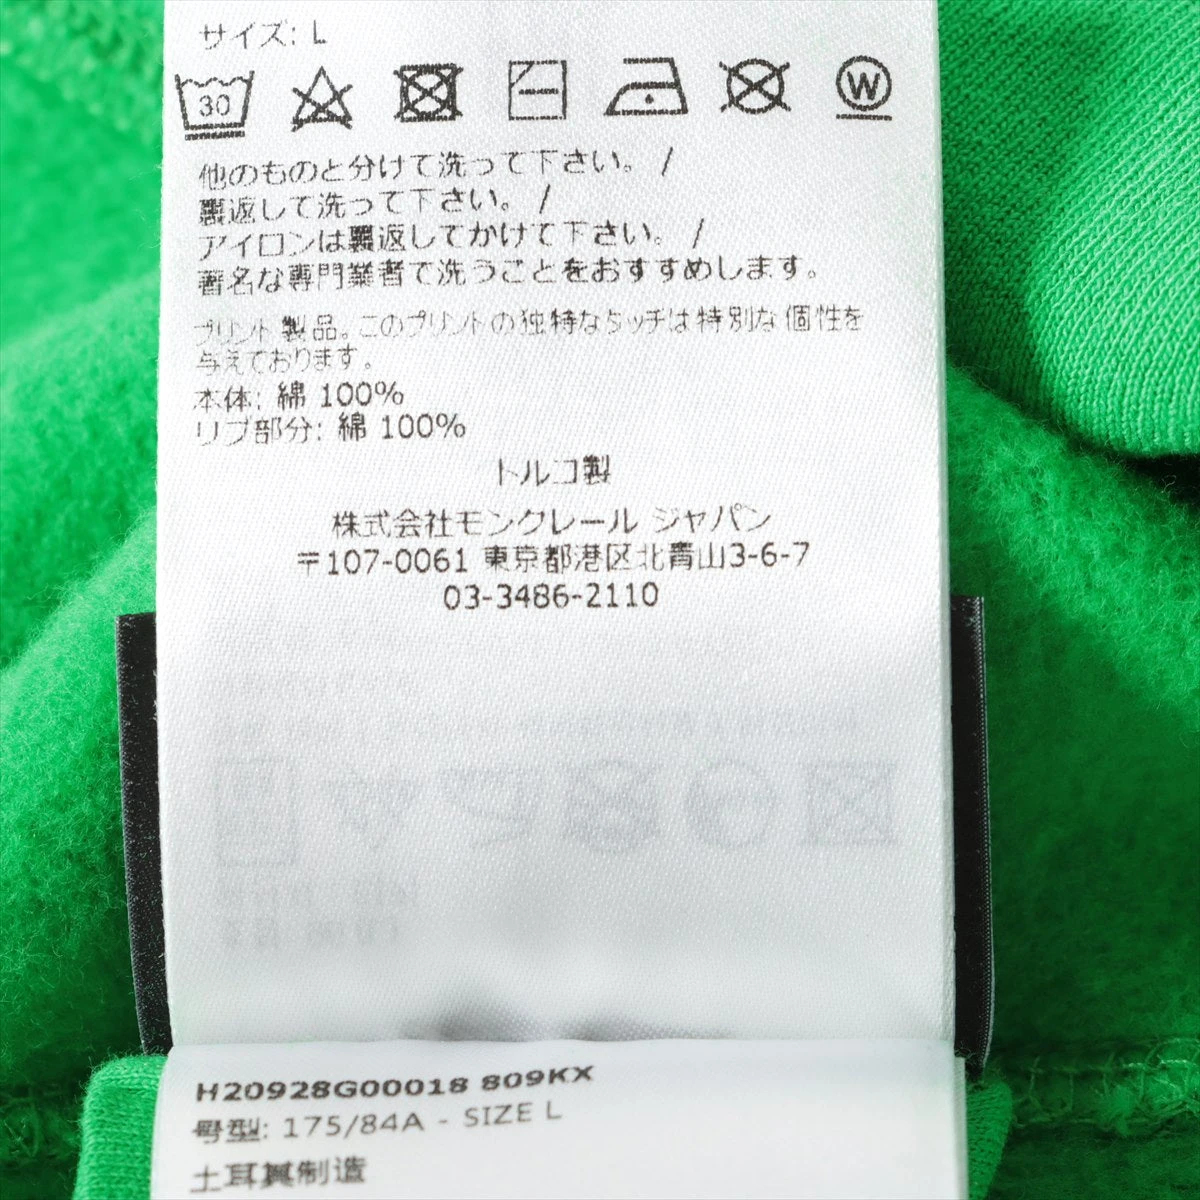 サイズ: L
30 W
他のものと分けて洗って下さい。 /
裏返して洗って下さい。 /
アイロンは裏返してかけて下さい。 /
著名な専門業者で洗うことをおすすめします。
プリント製品。このプリントの独特なタッチは特別な個性を
与えております。
本体: 綿 100%
リブ部分: 綿 100%
トルコ製
株式会社モンクレール ジャパン
〒107-0061 東京都港区北青山3-6-7
03-3486-2110
H20928G00018 809KX
号型: 175/84A - SIZE L
土耳其制造